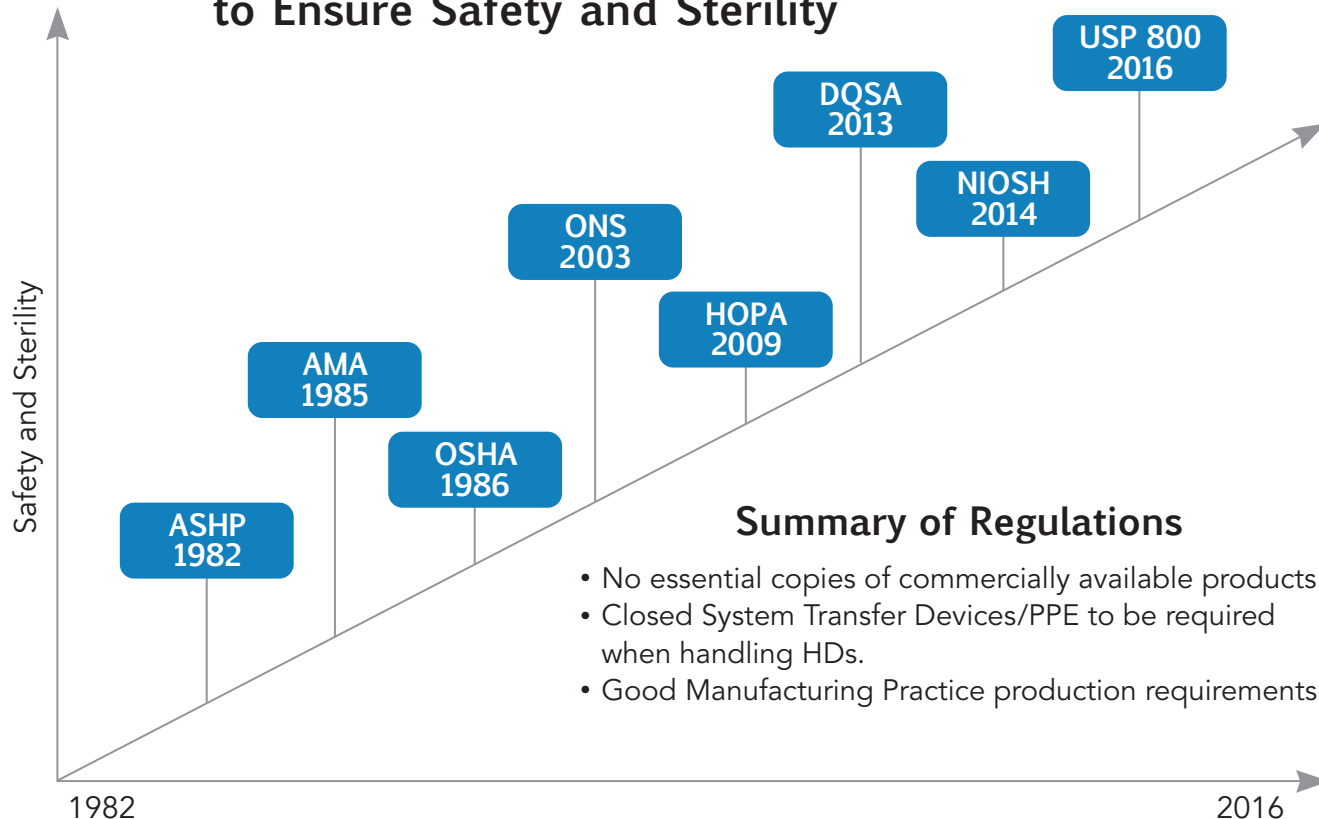 to Ensure Safety and Sterility
USP 800
2016
DQSA
2013
NIOSH
2014
ONS
2003
HOPA
2009
AMA
1985
OSHA
1986
ASHP
1982
Safety and Sterility
Summary of Regulations
• No essential copies of commercially available products
• Closed System Transfer Devices/PPE to be required
when handling HDs.
• Good Manufacturing Practice production requirements
1982
2016